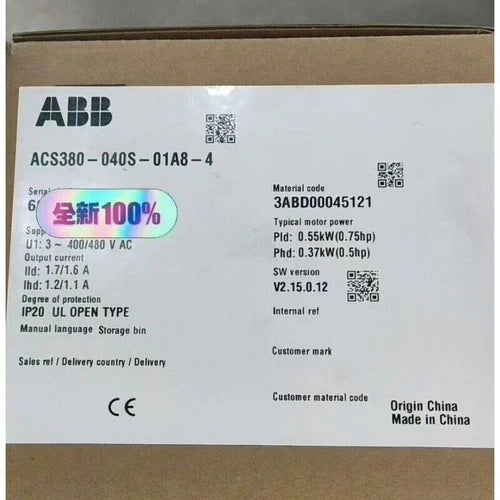 ABB
ACS380-040S-01A8-4
Material code
3ABD00045121
全新100%
Typical motor power
Pld: 0.55kW(0.75hp)
Phd: 0.37kW(0.5hp)
U1: 3~ 400/480 V AC
Output current
Ild: 1.7/1.6 A
Ihd: 1.2/1.1 A
SW version
V2.15.0.12
Degree of protection
IP20 UL OPEN TYPE
Internal ref
Manual language Storage bin
Customer mark
Sales ref / Delivery country / Delivery
Customer material code
CE
Origin China
Made in China